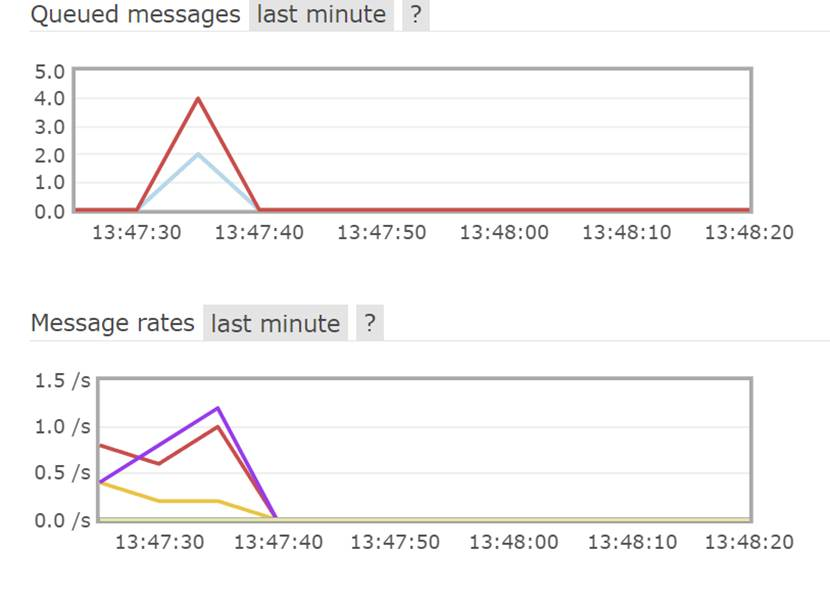 Queued messages last minute ?
5.0
4.0
3.0
2.0
1.0
0.0
13:47:30 13:47:40 13:47:50 13:48:00 13:48:10 13:48:20
Message rates last minute ?
1.5 /s
1.0 /s
0.5 /s
0.0 /s
13:47:30 13:47:40 13:47:50 13:48:00 13:48:10 13:48:20